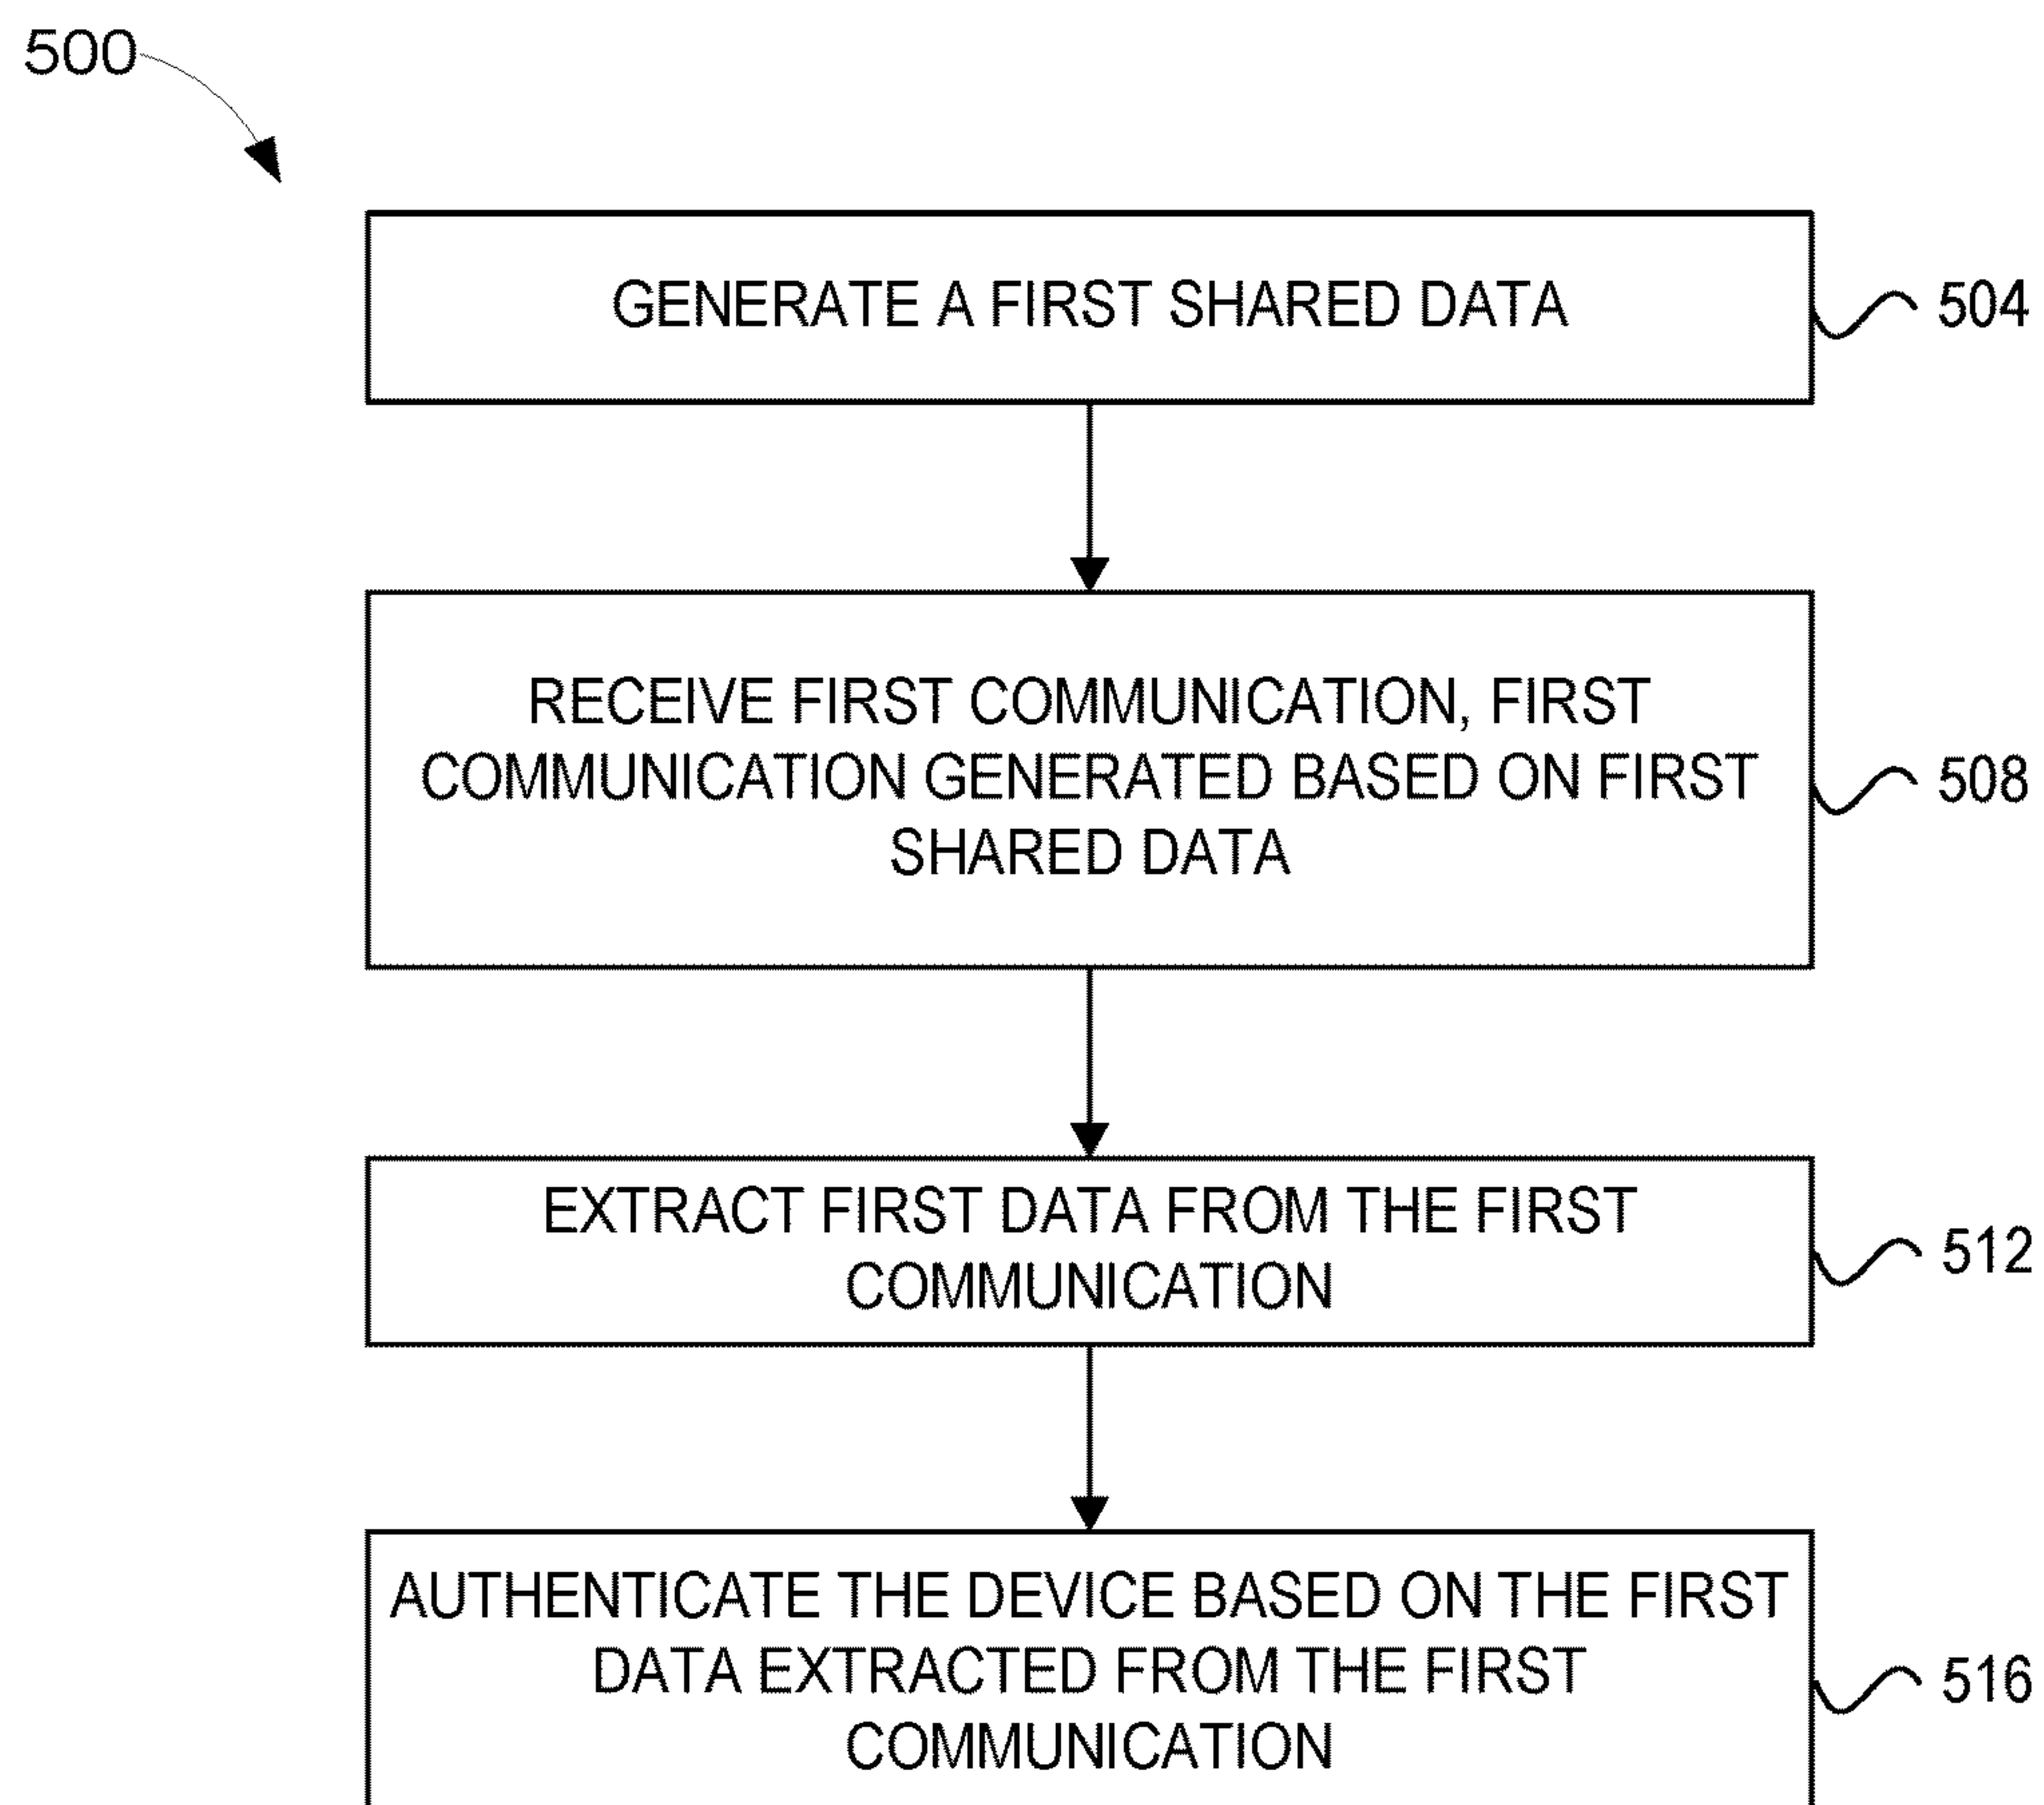 500
GENERATE A FIRST SHARED DATA
504
RECEIVE FIRST COMMUNICATION, FIRST
COMMUNICATION GENERATED BASED ON FIRST
SHARED DATA
508
EXTRACT FIRST DATA FROM THE FIRST
COMMUNICATION
512
AUTHENTICATE THE DEVICE BASED ON THE FIRST
DATA EXTRACTED FROM THE FIRST
COMMUNICATION
516